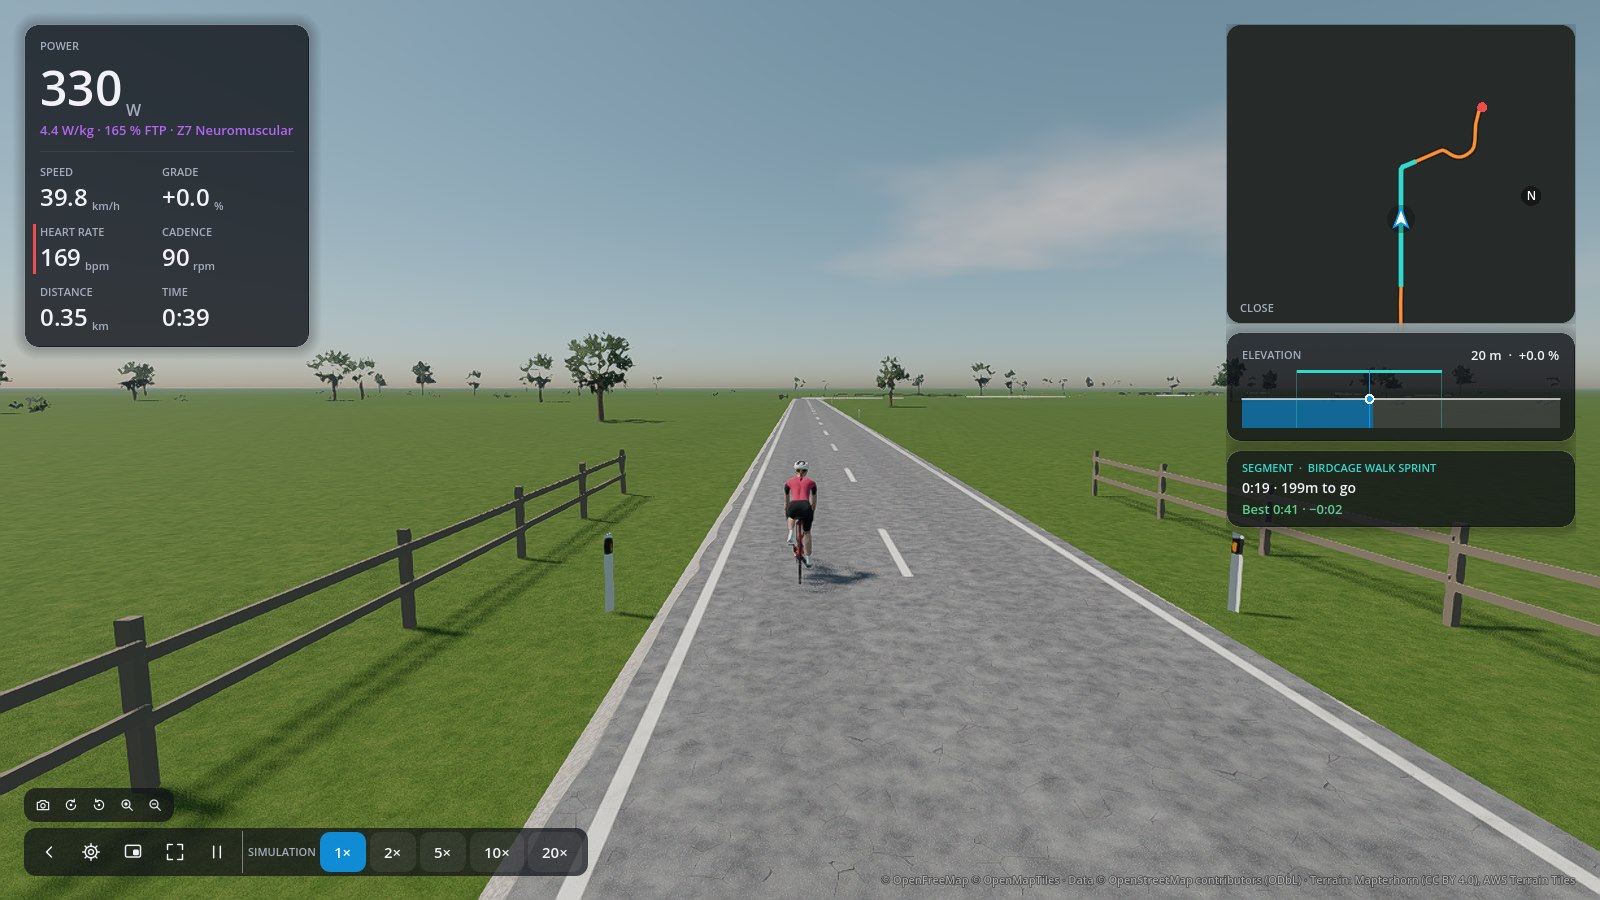 POWER
330 W
4.4 W/kg · 165 % FTP · Z7 Neuromuscular
SPEED GRADE
39.8 km/h +0.0 %
HEART RATE CADENCE
169 bpm 90 rpm
DISTANCE TIME
0.35 km 0:39
N
CLOSE
ELEVATION 20 m · +0.0 %
SEGMENT · BIRDCAGE WALK SPRINT
0:19 · 199m to go
Best 0:41 · −0:02
SIMULATION 1× 2× 5× 10× 20×
© OpenFreeMap © OpenMapTiles · Data © OpenStreetMap contributors (ODbL) · Terrain: Mapterhorn (CC BY 4.0), AWS Terrain Tiles